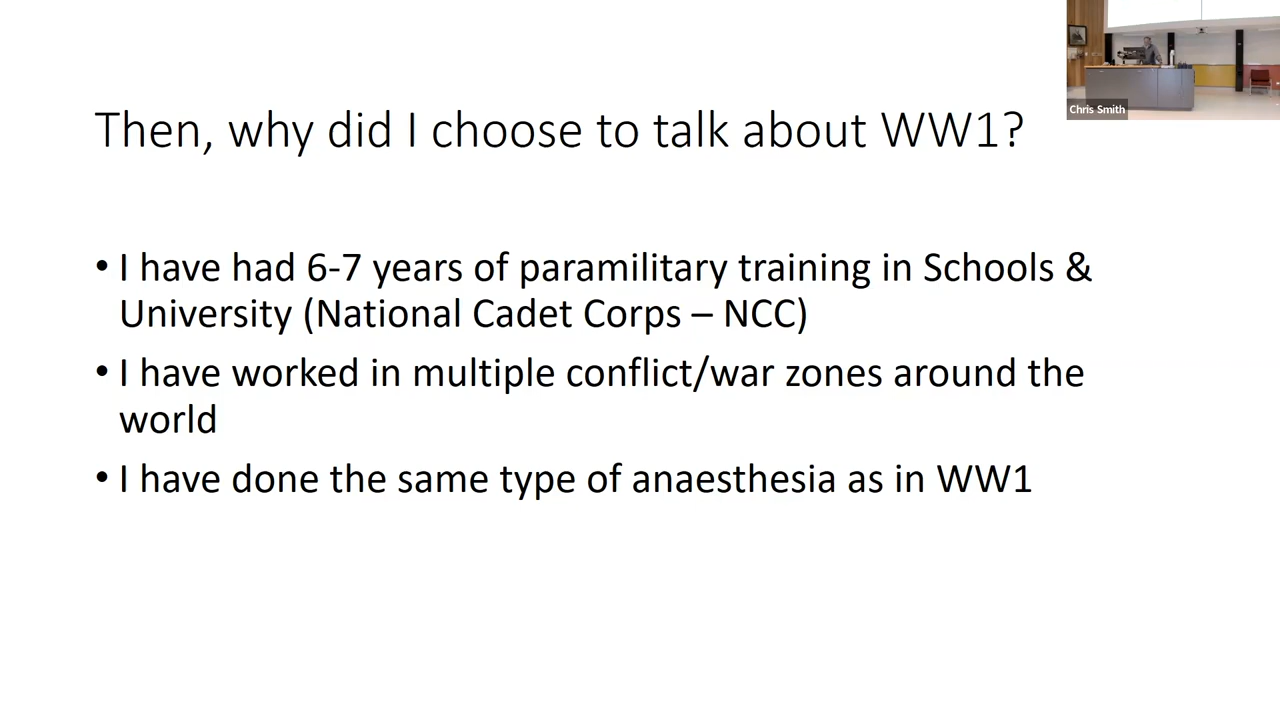 Chris Smith
Then, why did I choose to talk about WW1?
• I have had 6-7 years of paramilitary training in Schools &
University (National Cadet Corps – NCC)
• I have worked in multiple conflict/war zones around the
world
• I have done the same type of anaesthesia as in WW1